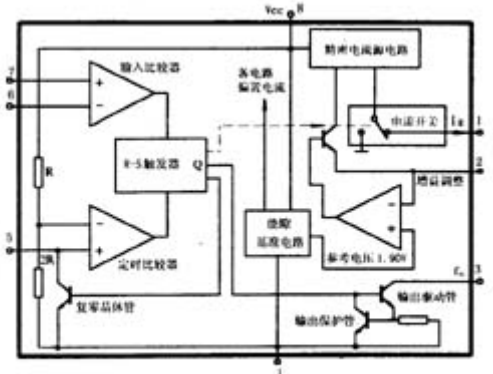 Vcc 8
精密电流源电路
7
输入比较器
各电路
偏置电流
+
-
6
电流开关
1
R-S触发器 Q
2
增益调整
R
-
能隙
基准电路
-
+
5
+
参考电压1.90V
定时比较器
2R
复零晶体管
3
输出驱动管
输出保护管